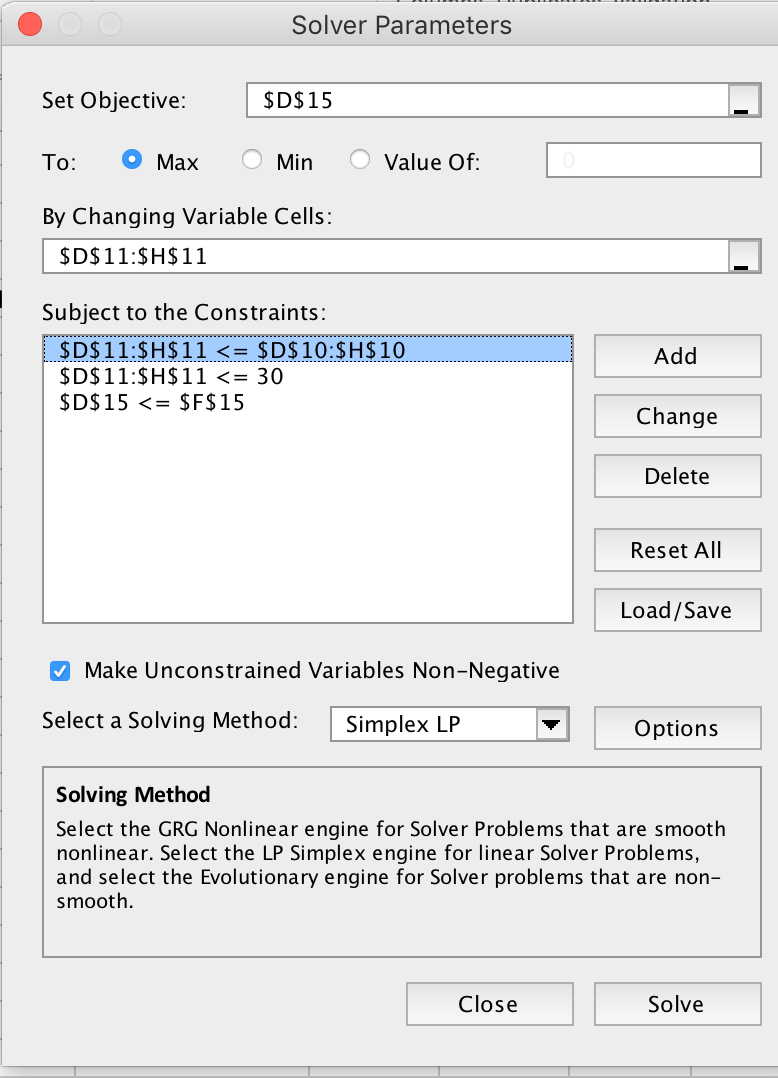 Solver Parameters
Set Objective: $D$15
To: Max Min Value Of: 0
By Changing Variable Cells:
$D$11:$H$11
Subject to the Constraints:
$D$11:$H$11 <= $D$10:$H$10
$D$11:$H$11 <= 30
$D$15 <= $F$15
Add
Change
Delete
Reset All
Load/Save
Make Unconstrained Variables Non-Negative
Select a Solving Method: Simplex LP Options
Solving Method
Select the GRG Nonlinear engine for Solver Problems that are smooth
nonlinear. Select the LP Simplex engine for linear Solver Problems,
and select the Evolutionary engine for Solver problems that are non-
smooth.
Close Solve